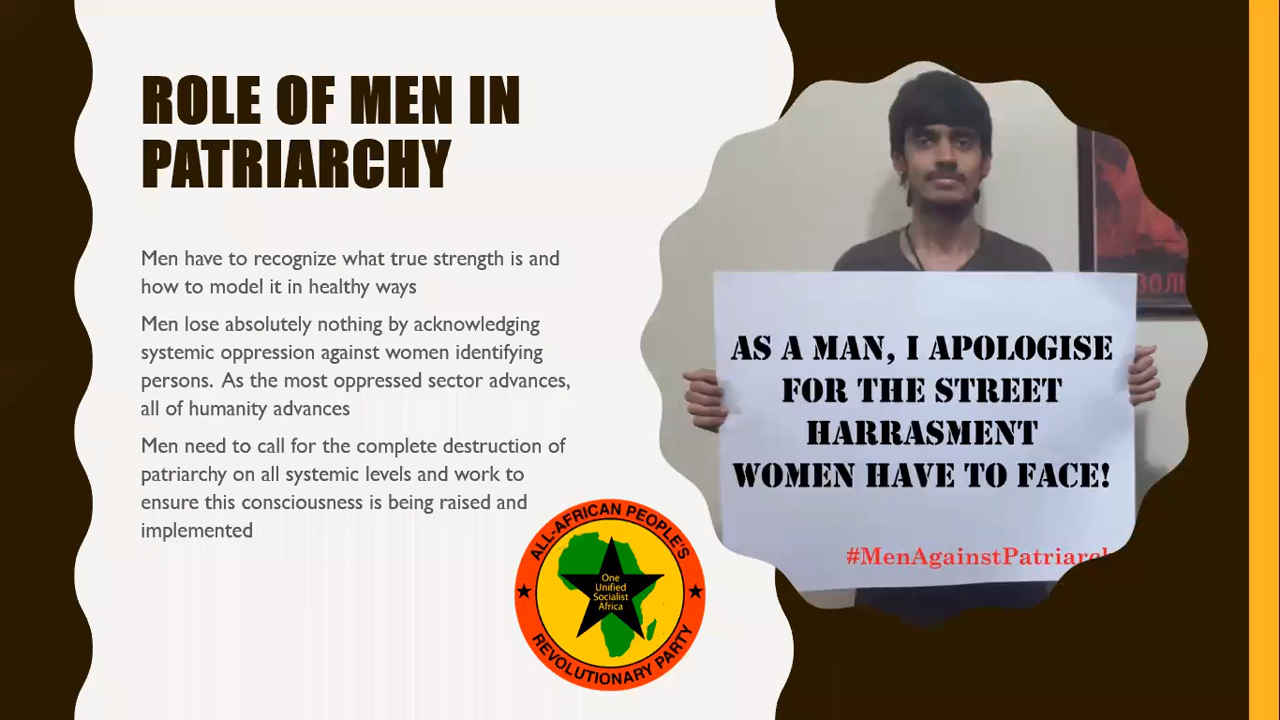 ROLE OF MEN IN
PATRIARCHY
Men have to recognize what true strength is and
how to model it in healthy ways
Men lose absolutely nothing by acknowledging
systemic oppression against women identifying
persons. As the most oppressed sector advances,
all of humanity advances
Men need to call for the complete destruction of
patriarchy on all systemic levels and work to
ensure this consciousness is being raised and
implemented
ALL-AFRICAN PEOPLE'S
One
Unified
Socialist
Africa
REVOLUTIONARY PARTY
AS A MAN, I APOLOGISE
FOR THE STREET
HARRASMENT
WOMEN HAVE TO FACE!